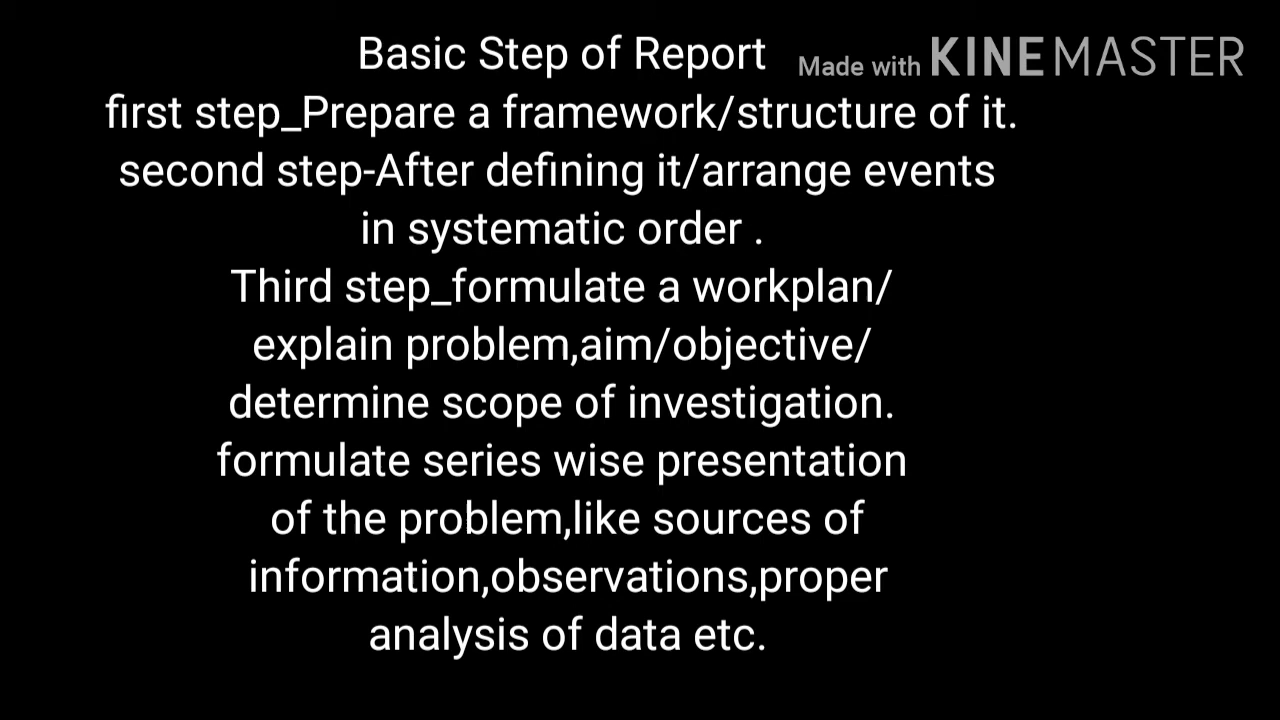 Basic Step of Report
Made with KINEMASTER
first step_Prepare a framework/structure of it.
second step-After defining it/arrange events
in systematic order .
Third step_formulate a workplan/
explain problem,aim/objective/
determine scope of investigation.
formulate series wise presentation
of the problem,like sources of
information,observations,proper
analysis of data etc.